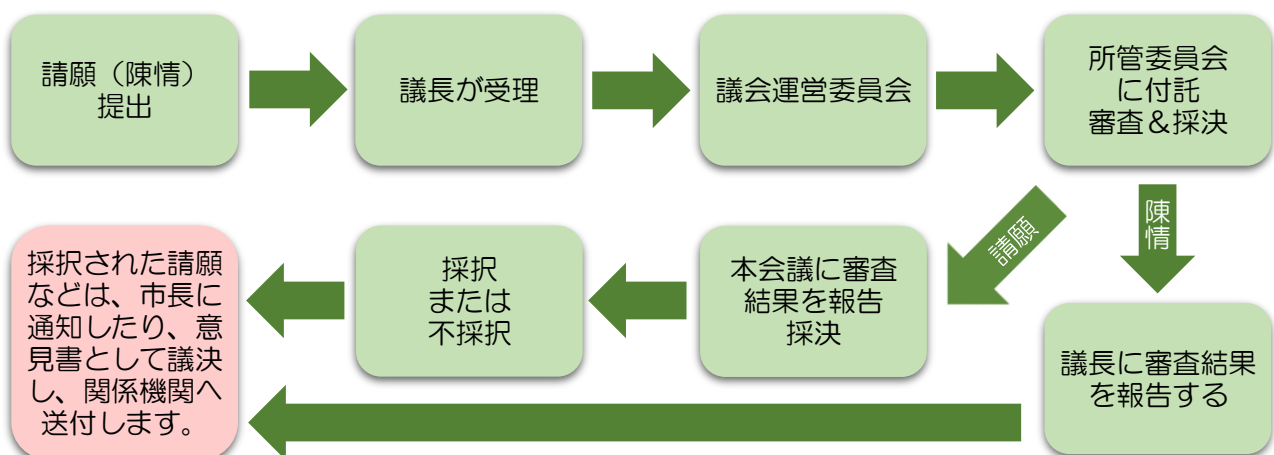 請願（陳情）
提出
議長が受理
議会運営委員会
所管委員会
に付託
審査＆採決
請願
陳情
本会議に審査
結果を報告
採決
採択
または
不採択
議長に審査結果
を報告する
採択された請願
などは、市長に
通知したり、意
見書として議決
し、関係機関へ
送付します。